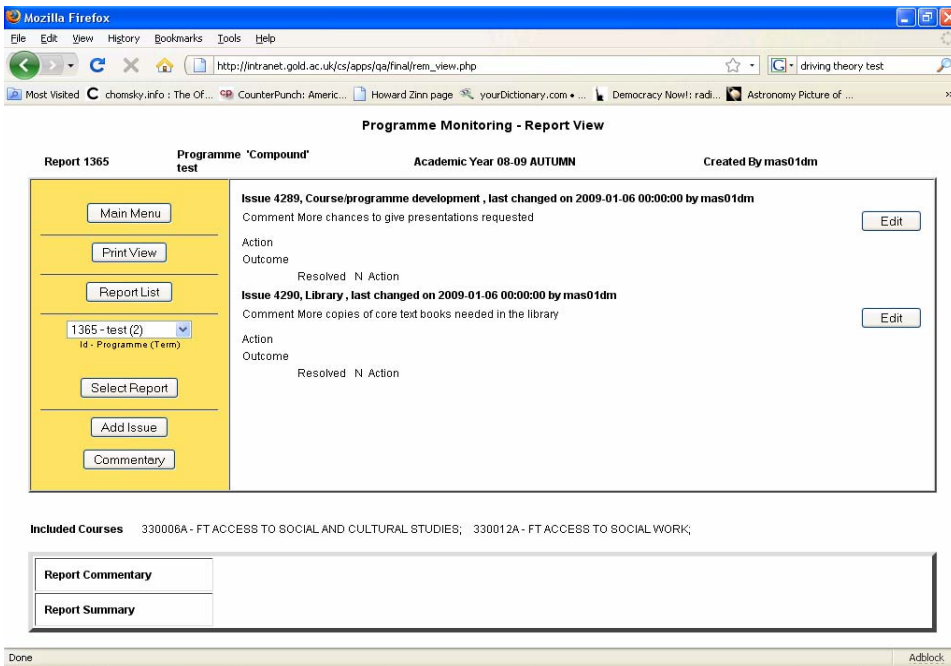 Mozilla Firefox
File Edit View History Bookmarks Tools Help
http://intranet.gold.ac.uk/cs/apps/qa/final/rem_view.php
driving theory test
Most Visited chomsky.info : The Of... CounterPunch: Americ... Howard Zinn page yourDictionary.com • ... Democracy Now!: radi... Astronomy Picture of ... »
Programme Monitoring - Report View
Report 1365 Programme 'Compound' Academic Year 08-09 AUTUMN Created By mas01dm
test
Main Menu
Print View
Report List
1365 - test (2)
Id - Programme (Term)
Select Report
Add Issue
Commentary
Issue 4289, Course/programme development , last changed on 2009-01-06 00:00:00 by mas01dm
Comment More chances to give presentations requested
Edit
Action
Outcome
Resolved N Action
Issue 4290, Library , last changed on 2009-01-06 00:00:00 by mas01dm
Comment More copies of core text books needed in the library
Edit
Action
Outcome
Resolved N Action
Included Courses 330006A - FT ACCESS TO SOCIAL AND CULTURAL STUDIES; 330012A - FT ACCESS TO SOCIAL WORK;
Report Commentary
Report Summary
Done Adblock